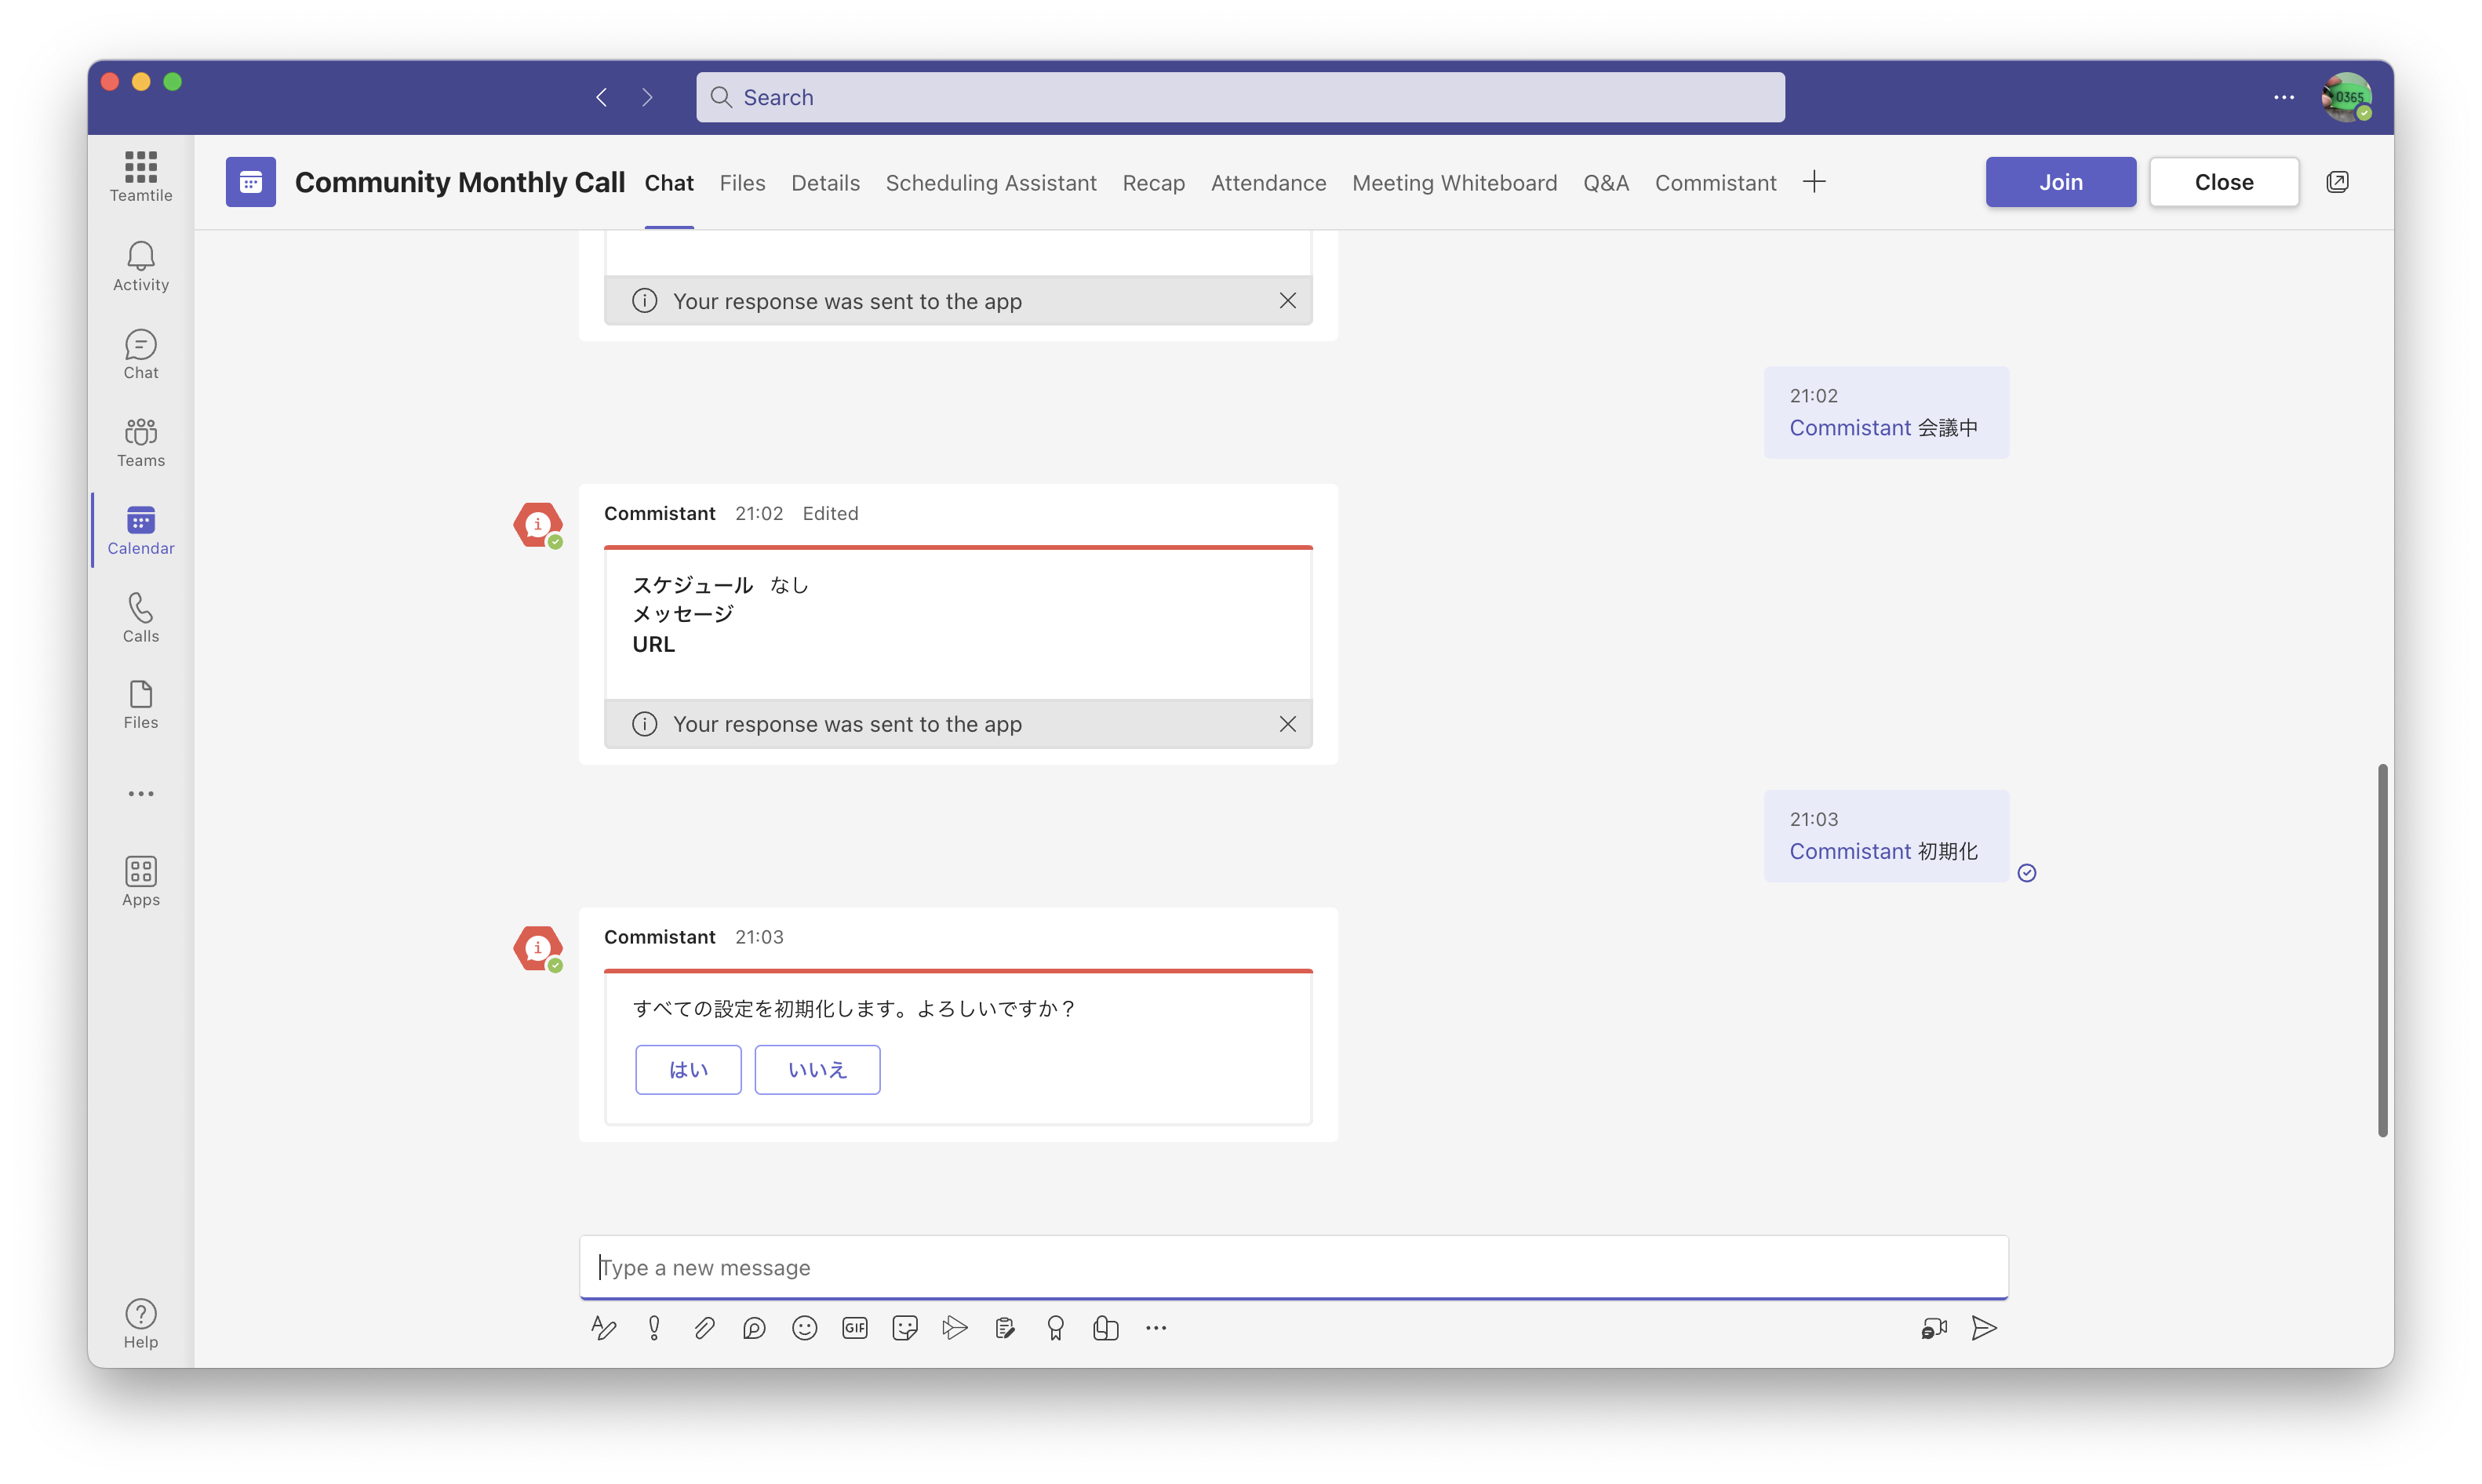 Search
0365
Teamtile
Activity
Chat
Teams
Calendar
Calls
Files
Apps
Help
Community Monthly Call
Chat
Files
Details
Scheduling Assistant
Recap
Attendance
Meeting Whiteboard
Q&A
Commistant
Join
Close
Your response was sent to the app
21:02
Commistant 会議中
Commistant 21:02 Edited
スケジュール なし
メッセージ
URL
Your response was sent to the app
21:03
Commistant 初期化
Commistant 21:03
すべての設定を初期化します。よろしいですか？
はい
いいえ
Type a new message
GIF